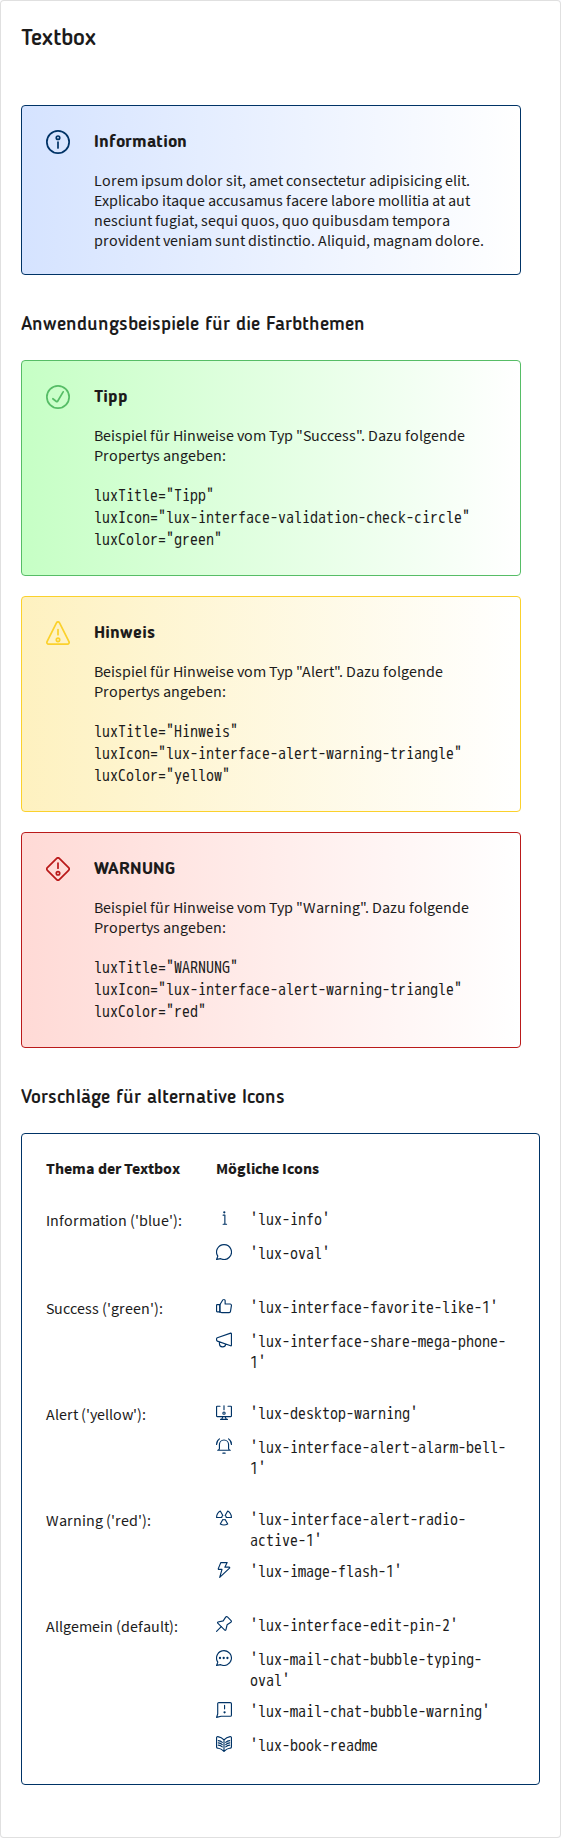 Textbox
Information
Lorem ipsum dolor sit, amet consectetur adipisicing elit.
Explicabo itaque accusamus facere labore mollitia at aut
nesciunt fugiat, sequi quos, quo quibusdam tempora
provident veniam sunt distinctio. Aliquid, magnam dolore.
Anwendungsbeispiele für die Farbthemen
Tipp
Beispiel für Hinweise vom Typ "Success". Dazu folgende
Propertys angeben:
luxTitle="Tipp"
luxIcon="lux-interface-validation-check-circle"
luxColor="green"
Hinweis
Beispiel für Hinweise vom Typ "Alert". Dazu folgende
Propertys angeben:
luxTitle="Hinweis"
luxIcon="lux-interface-alert-warning-triangle"
luxColor="yellow"
WARNUNG
Beispiel für Hinweise vom Typ "Warning". Dazu folgende
Propertys angeben:
luxTitle="WARNUNG"
luxIcon="lux-interface-alert-warning-triangle"
luxColor="red"
Vorschläge für alternative Icons
Thema der Textbox Mögliche Icons
Information ('blue'): 'lux-info'
'lux-oval'
Success ('green'): 'lux-interface-favorite-like-1'
'lux-interface-share-mega-phone-
1'
Alert ('yellow'): 'lux-desktop-warning'
'lux-interface-alert-alarm-bell-
1'
Warning ('red'): 'lux-interface-alert-radio-
active-1'
'lux-image-flash-1'
Allgemein (default): 'lux-interface-edit-pin-2'
'lux-mail-chat-bubble-typing-
oval'
'lux-mail-chat-bubble-warning'
'lux-book-readme